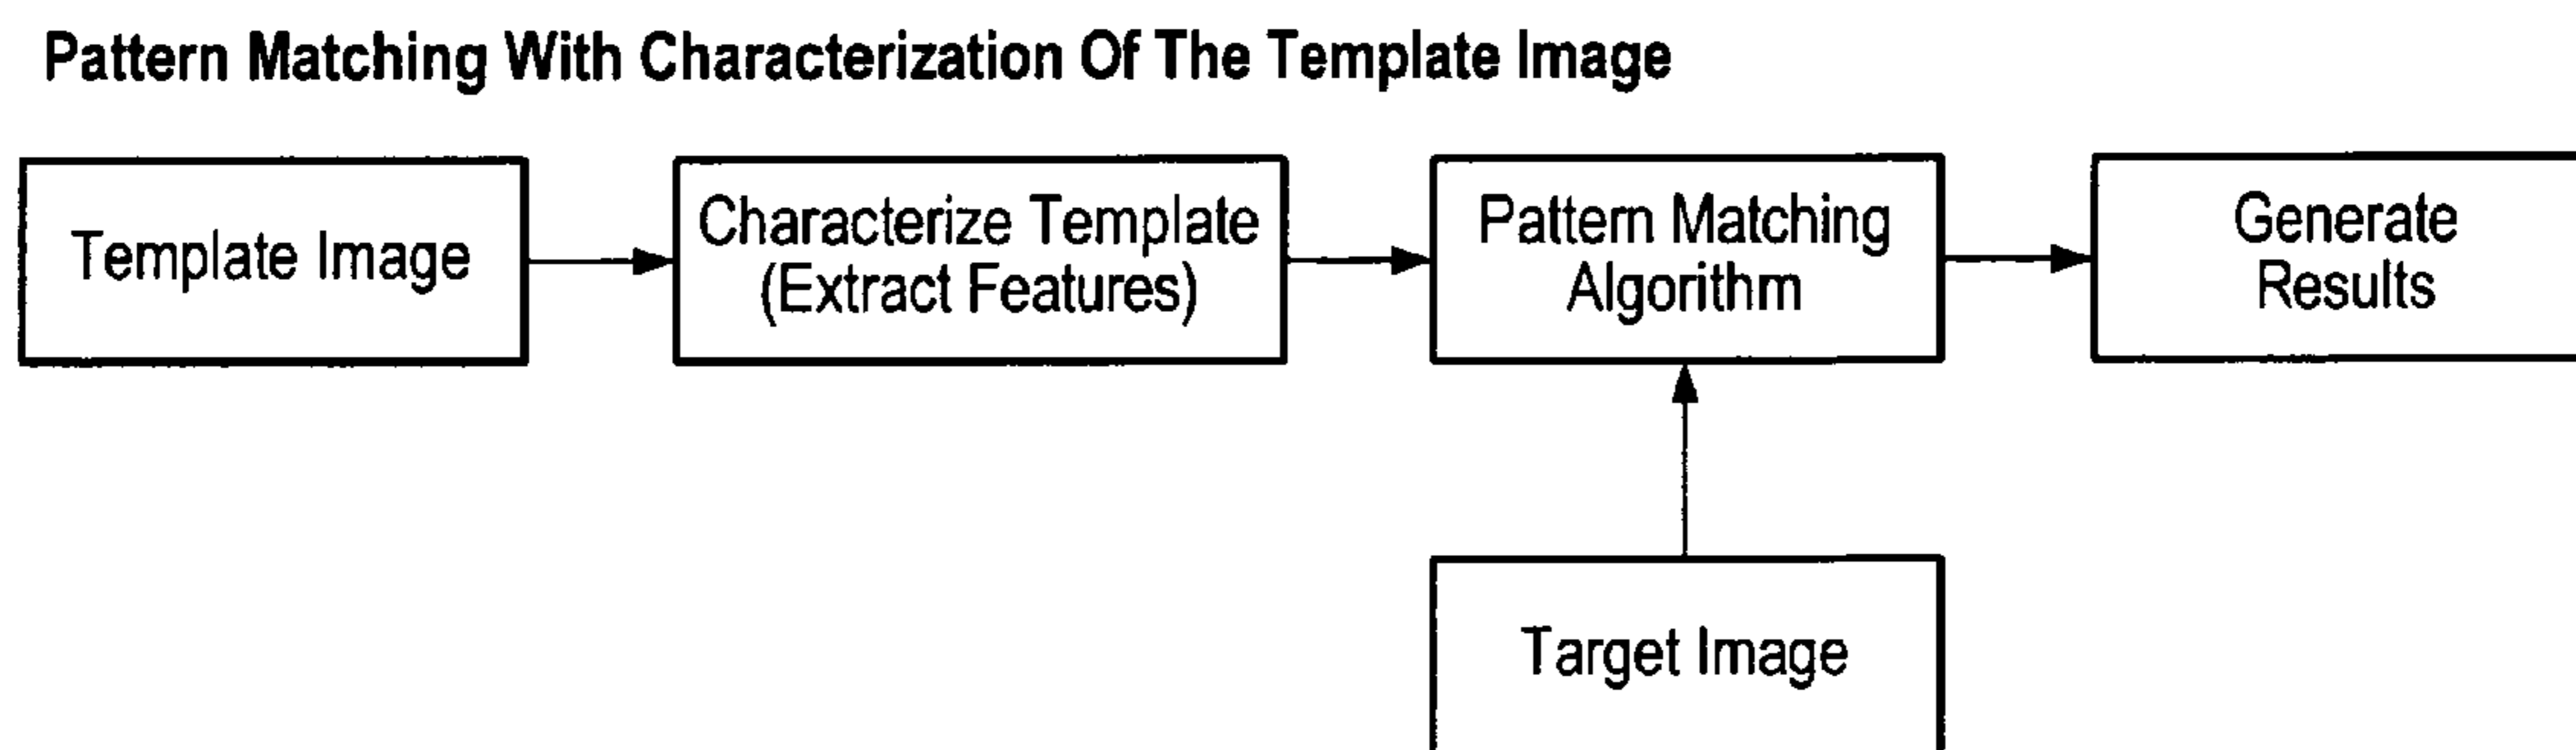 Pattern Matching With Characterization Of The Template Image
Template Image
Characterize Template
(Extract Features)
Pattern Matching
Algorithm
Generate
Results
Target Image